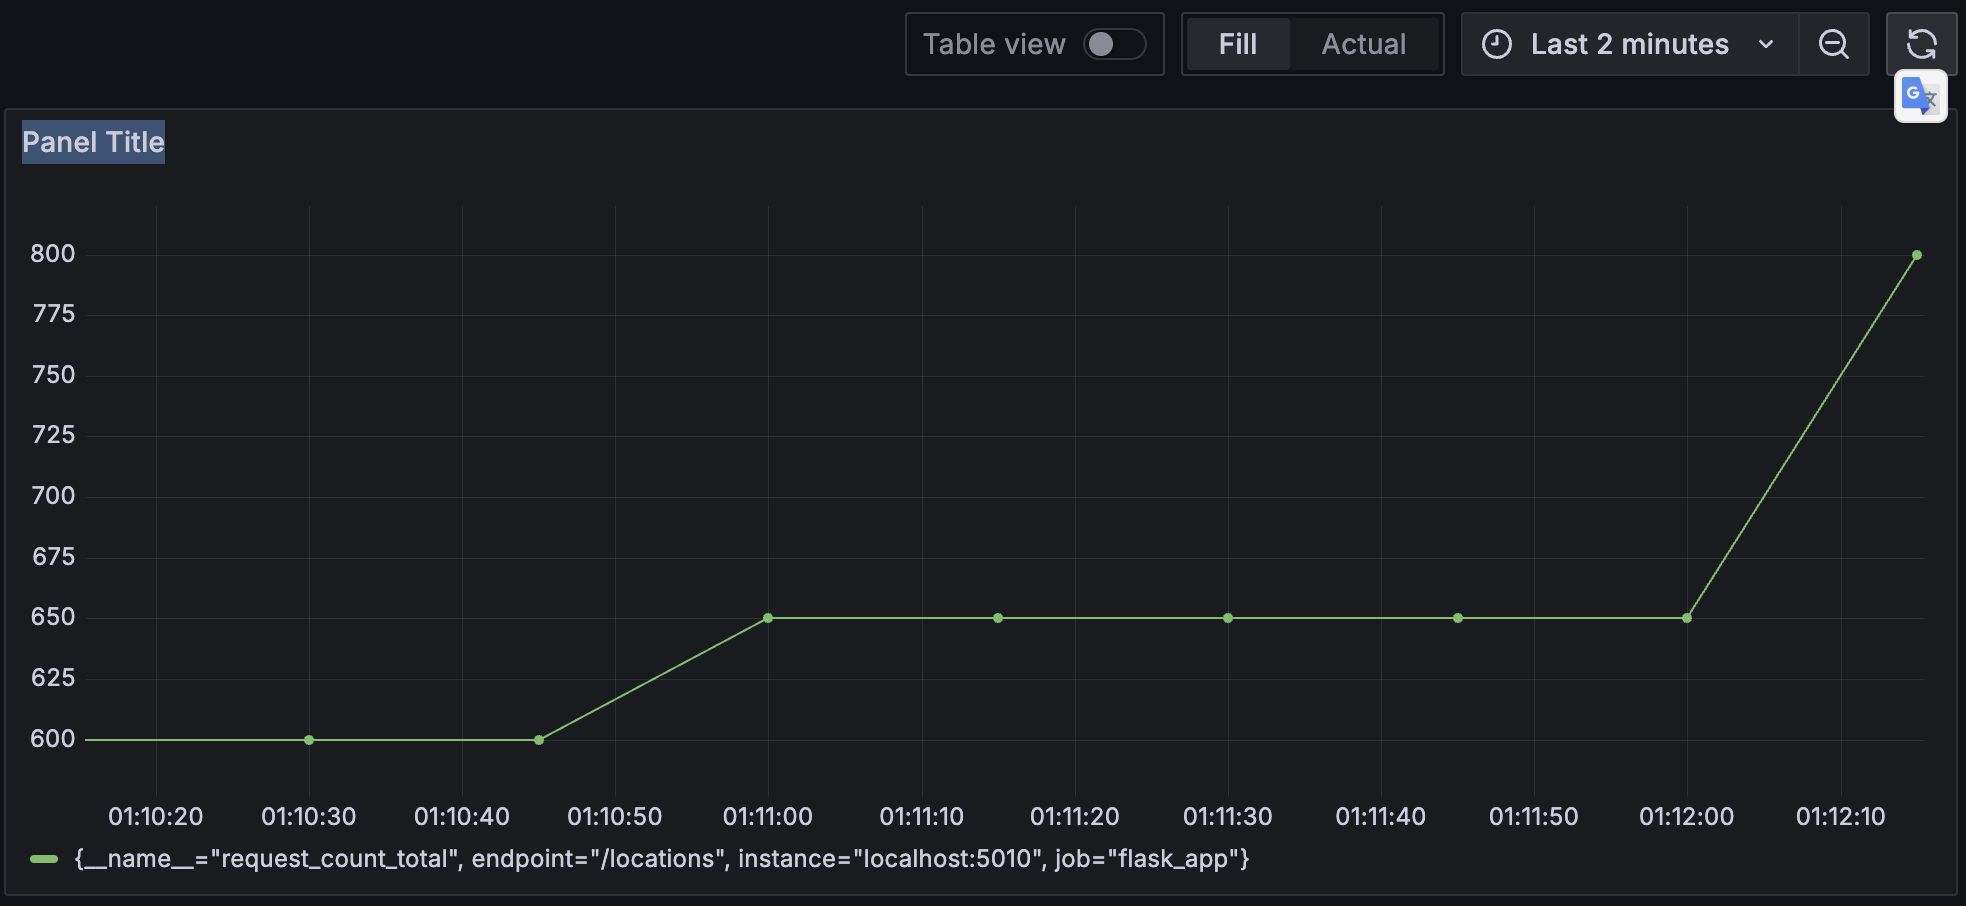 Table view Fill Actual Last 2 minutes
G 文
Panel Title
800
775
750
725
700
675
650
625
600
01:10:20 01:10:30 01:10:40 01:10:50 01:11:00 01:11:10 01:11:20 01:11:30 01:11:40 01:11:50 01:12:00 01:12:10
{__name__="request_count_total", endpoint="/locations", instance="localhost:5010", job="flask_app"}